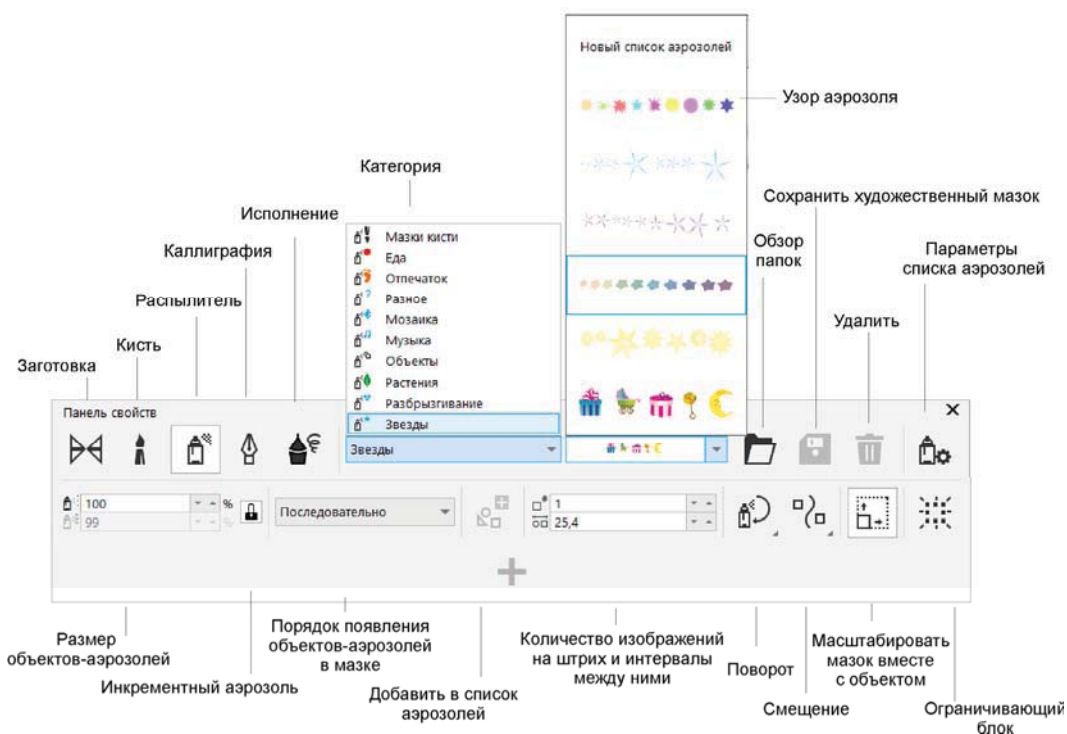 Новый список аэрозолей
Узор аэрозоля
Категория
Сохранить художественный мазок
Исполнение
Обзор
папок
Параметры
списка аэрозолей
Каллиграфия
Распылитель
Удалить
Кисть
Заготовка
Мазки кисти
Еда
Отпечаток
Разное
Мозаика
Музыка
Объекты
Растения
Разбрызгивание
Звезды
Панель свойств
Звезды
100 %
99 %
Последовательно
1
25,4
Размер
объектов-аэрозолей
Инкрементный аэрозоль
Порядок появления
объектов-аэрозолей
в мазке
Добавить в список
аэрозолей
Количество изображений
на штрих и интервалы
между ними
Поворот
Смещение
Масштабировать
мазок вместе
с объектом
Ограничивающий
блок